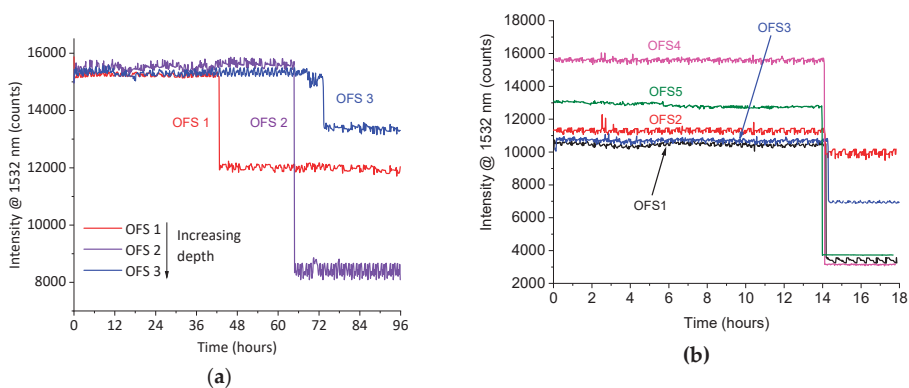 16000
14000
12000
10000
8000
Intensity @ 1532 nm (counts)
OFS 1
OFS 2
OFS 3
OFS 1
OFS 2
OFS 3
Increasing
depth
0 12 24 36 48 60 72 84 96
Time (hours)
(a)
18000
16000
14000
12000
10000
8000
6000
4000
2000
Intensity @ 1532 nm (counts)
OFS3
OFS4
OFS5
OFS2
OFS1
0 2 4 6 8 10 12 14 16 18
Time (hours)
(b)